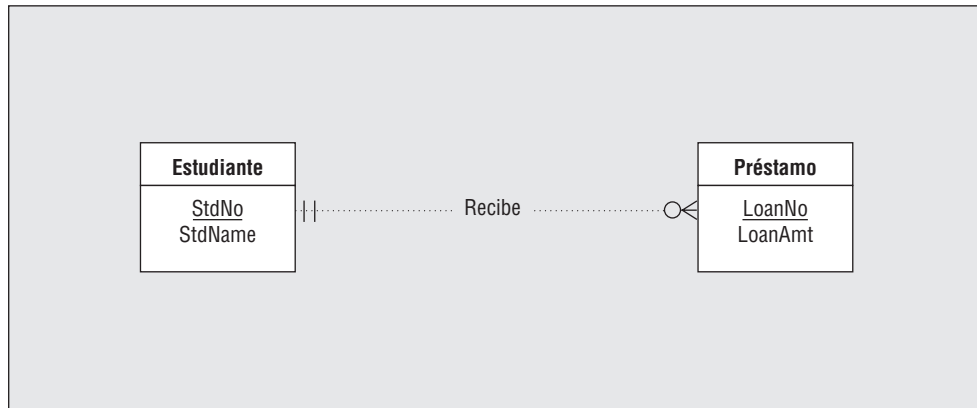 Estudiante
StdNo
StdName
Recibe
Préstamo
LoanNo
LoanAmt